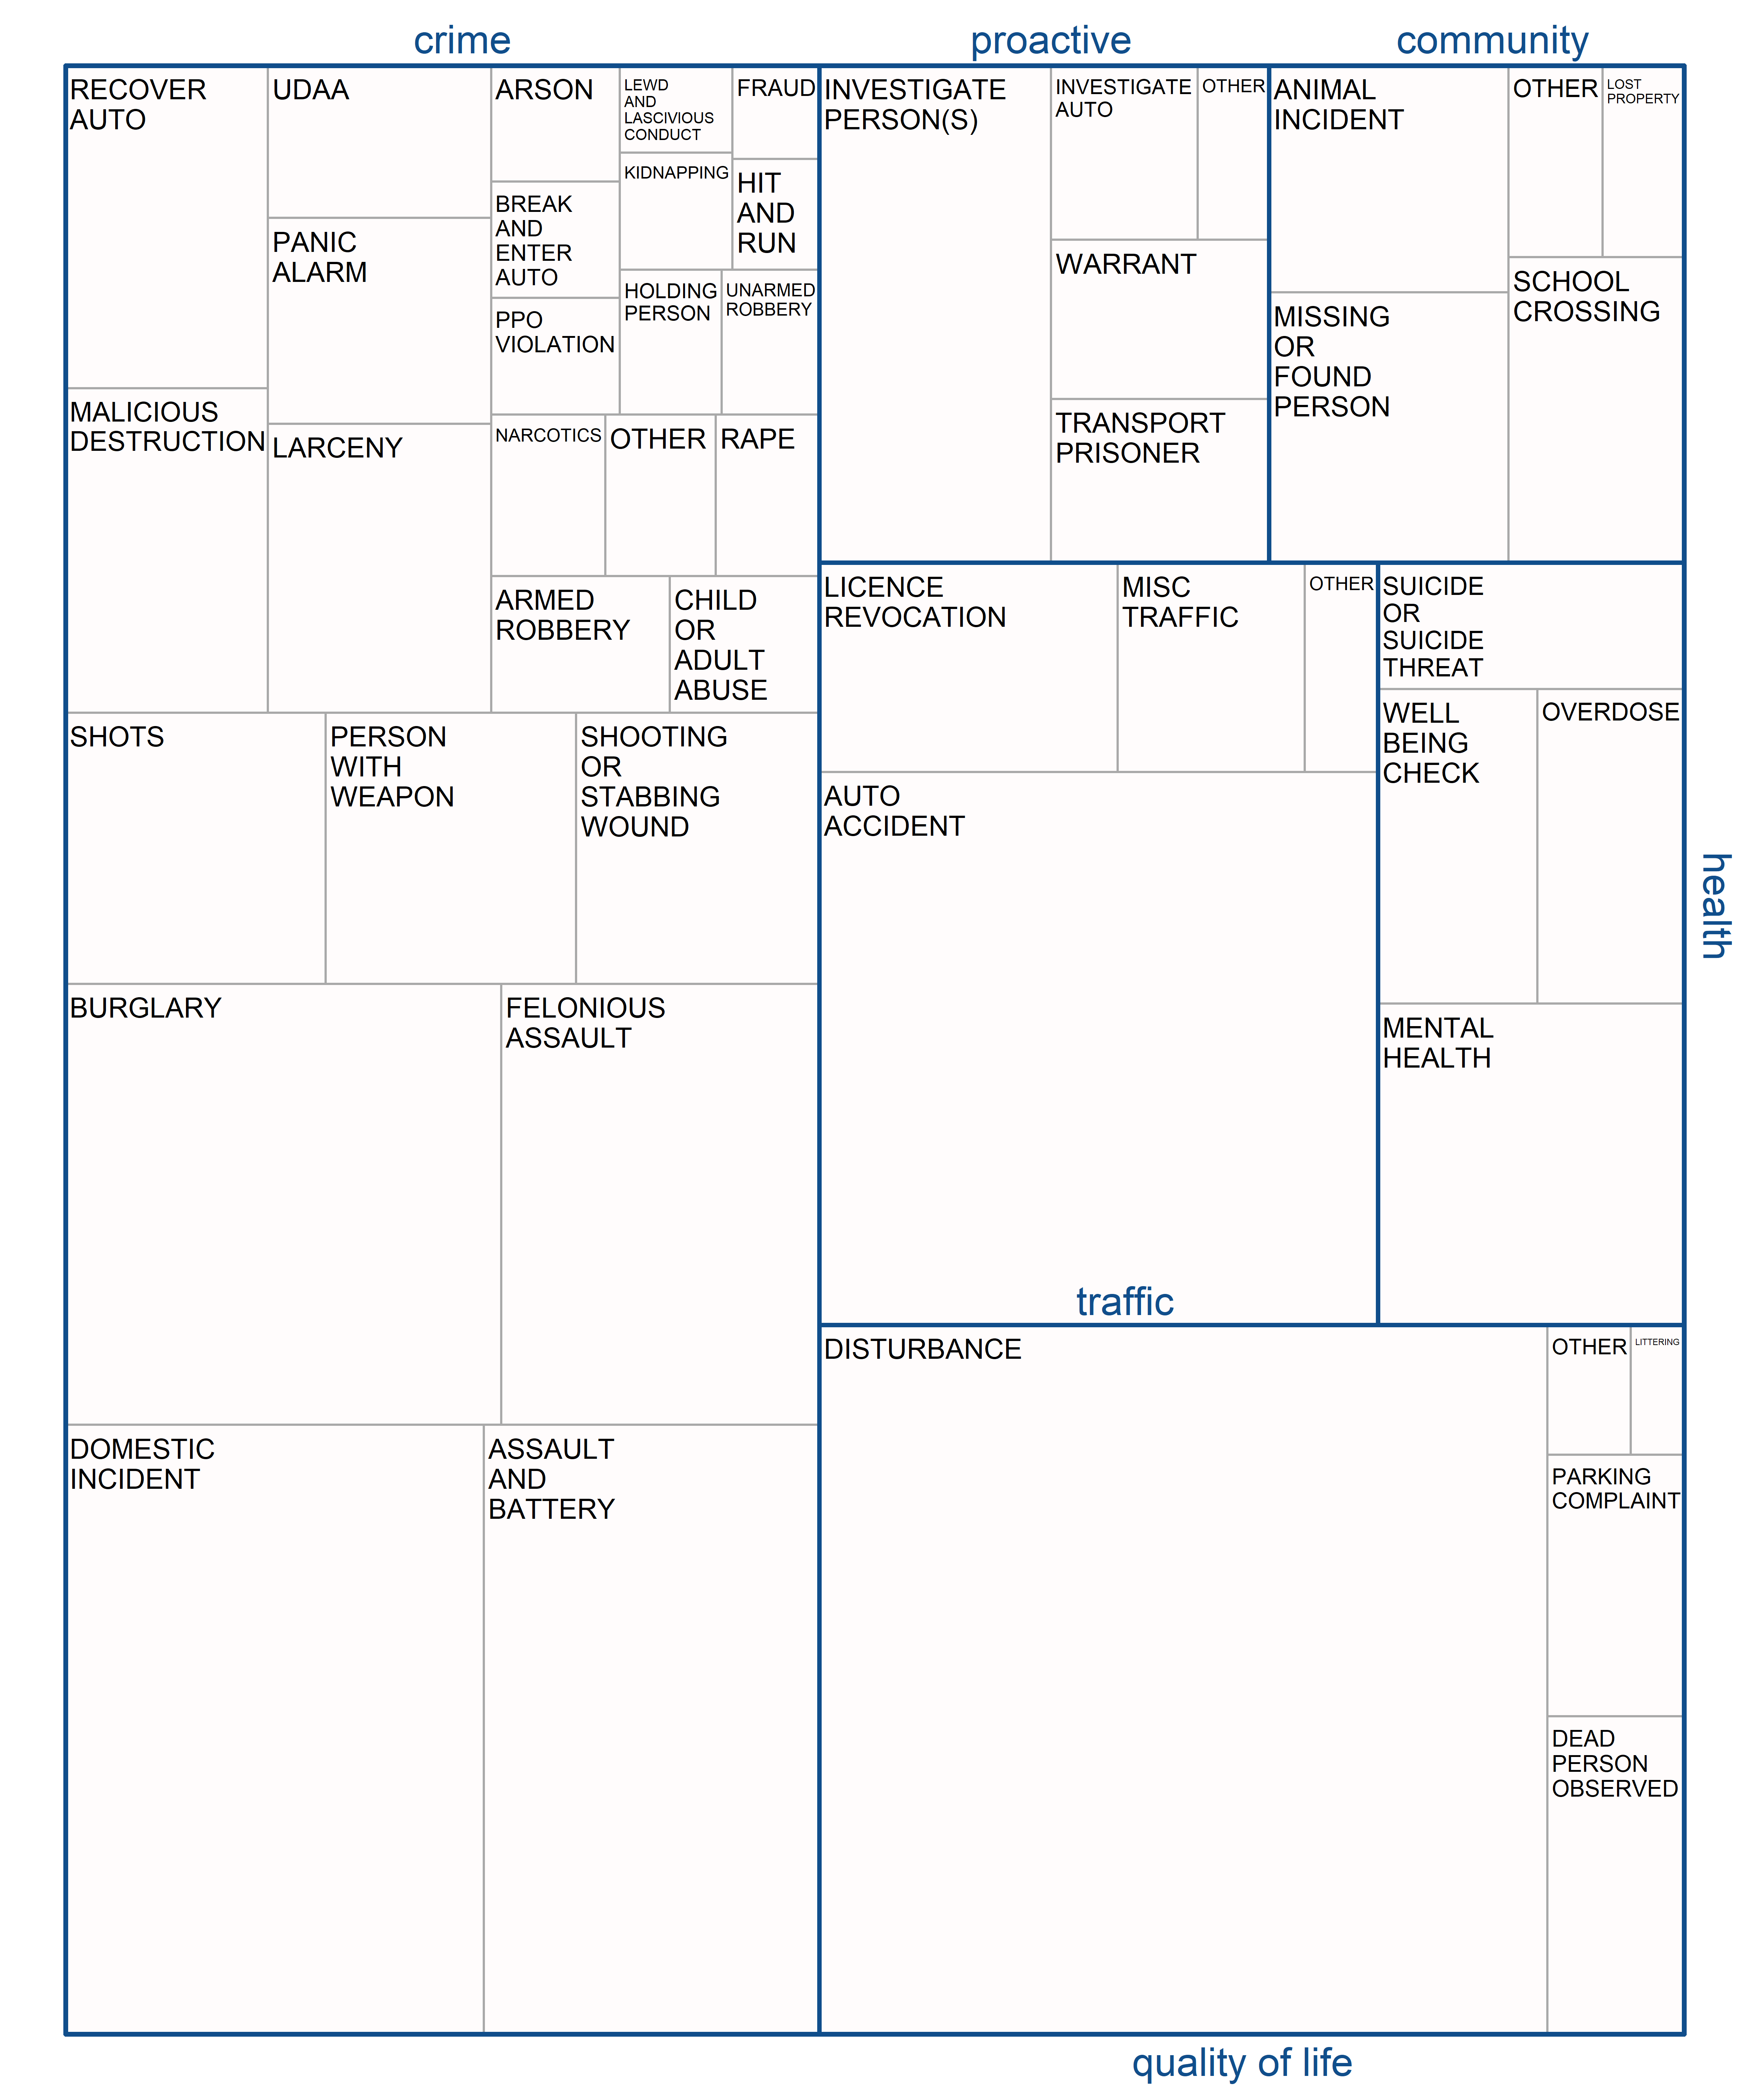 crime
proactive
community
RECOVER
AUTO
UDAA
ARSON
LEWD
AND
LASCIVIOUS
CONDUCT
FRAUD
KIDNAPPING
HIT
AND
RUN
BREAK
AND
ENTER
AUTO
PANIC
ALARM
HOLDING
PERSON
UNARMED
ROBBERY
PPO
VIOLATION
MALICIOUS
DESTRUCTION
LARCENY
NARCOTICS
OTHER
RAPE
ARMED
ROBBERY
CHILD
OR
ADULT
ABUSE
SHOTS
PERSON
WITH
WEAPON
SHOOTING
OR
STABBING
WOUND
BURGLARY
FELONIOUS
ASSAULT
DOMESTIC
INCIDENT
ASSAULT
AND
BATTERY
INVESTIGATE
PERSON(S)
INVESTIGATE
AUTO
OTHER
WARRANT
TRANSPORT
PRISONER
ANIMAL
INCIDENT
OTHER
LOST
PROPERTY
MISSING
OR
FOUND
PERSON
SCHOOL
CROSSING
LICENCE
REVOCATION
MISC
TRAFFIC
OTHER
AUTO
ACCIDENT
traffic
SUICIDE
OR
SUICIDE
THREAT
WELL
BEING
CHECK
OVERDOSE
MENTAL
HEALTH
health
DISTURBANCE
OTHER
LITTERING
PARKING
COMPLAINT
DEAD
PERSON
OBSERVED
quality of life